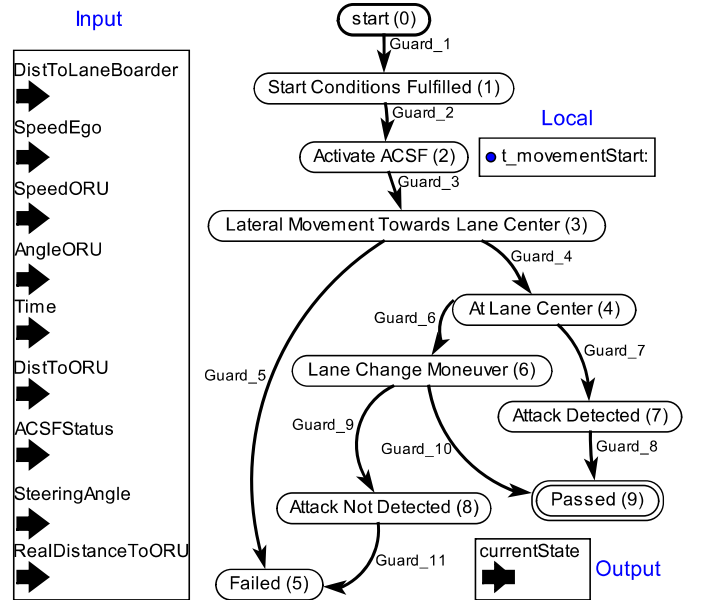 Input
DistToLaneBoarder
SpeedEgo
SpeedORU
AngleORU
Time
DistToORU
ACSFStatus
SteeringAngle
RealDistanceToORU
start (0)
Guard_1
Start Conditions Fulfilled (1)
Guard_2
Activate ACSF (2)
Guard_3
Local
t_movementStart:
Lateral Movement Towards Lane Center (3)
Guard_4
At Lane Center (4)
Guard_6
Guard_7
Guard_5
Lane Change Moneuver (6)
Attack Detected (7)
Guard_9
Guard_10
Guard_8
Attack Not Detected (8)
Passed (9)
Guard_11
Failed (5)
currentState
Output